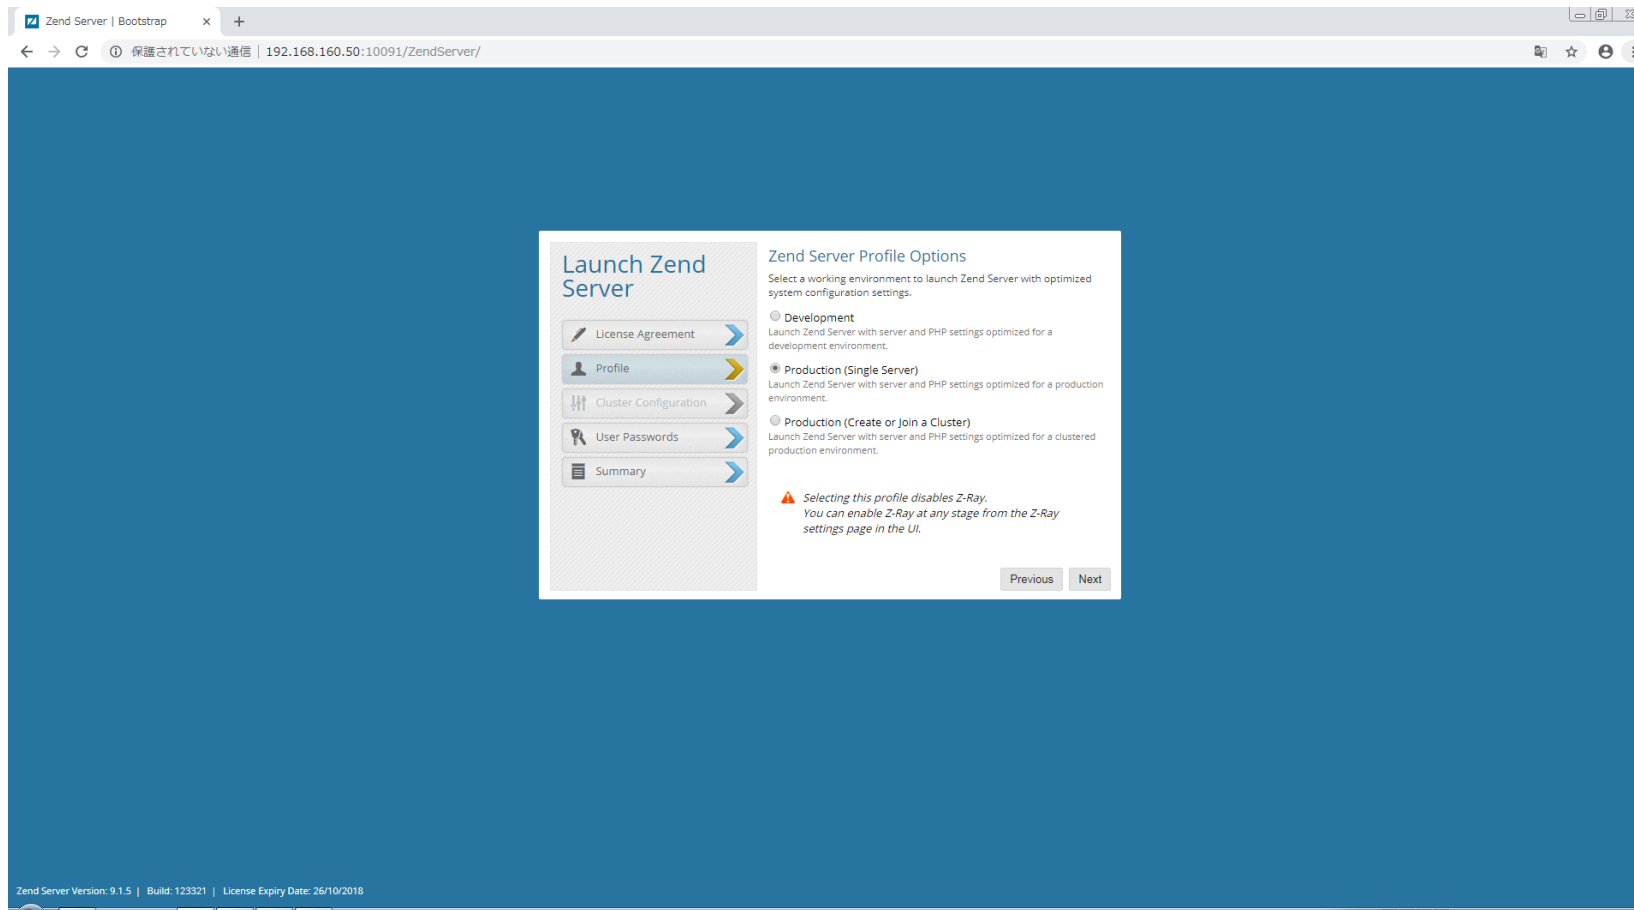 Zend Server | Bootstrap
保護されていない通信 | 192.168.160.50:10091/ZendServer/
Launch Zend
Server
License Agreement
Profile
Cluster Configuration
User Passwords
Summary
Zend Server Profile Options
Select a working environment to launch Zend Server with optimized
system configuration settings.
Development
Launch Zend Server with server and PHP settings optimized for a
development environment.
Production (Single Server)
Launch Zend Server with server and PHP settings optimized for a production
environment.
Production (Create or Join a Cluster)
Launch Zend Server with server and PHP settings optimized for a clustered
production environment.
Selecting this profile disables Z-Ray.
You can enable Z-Ray at any stage from the Z-Ray
settings page in the UI.
Previous Next
Zend Server Version: 9.1.5 | Build: 123321 | License Expiry Date: 26/10/2018